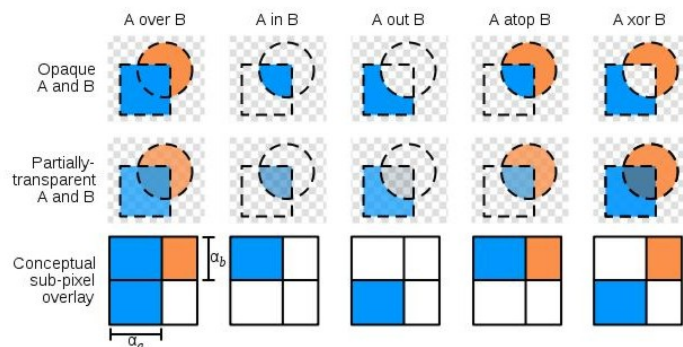 A over B
A in B
A out B
A atop B
A xor B
Opaque
A and B
Partially-
transparent
A and B
Conceptual
sub-pixel
overlay
αb
αa